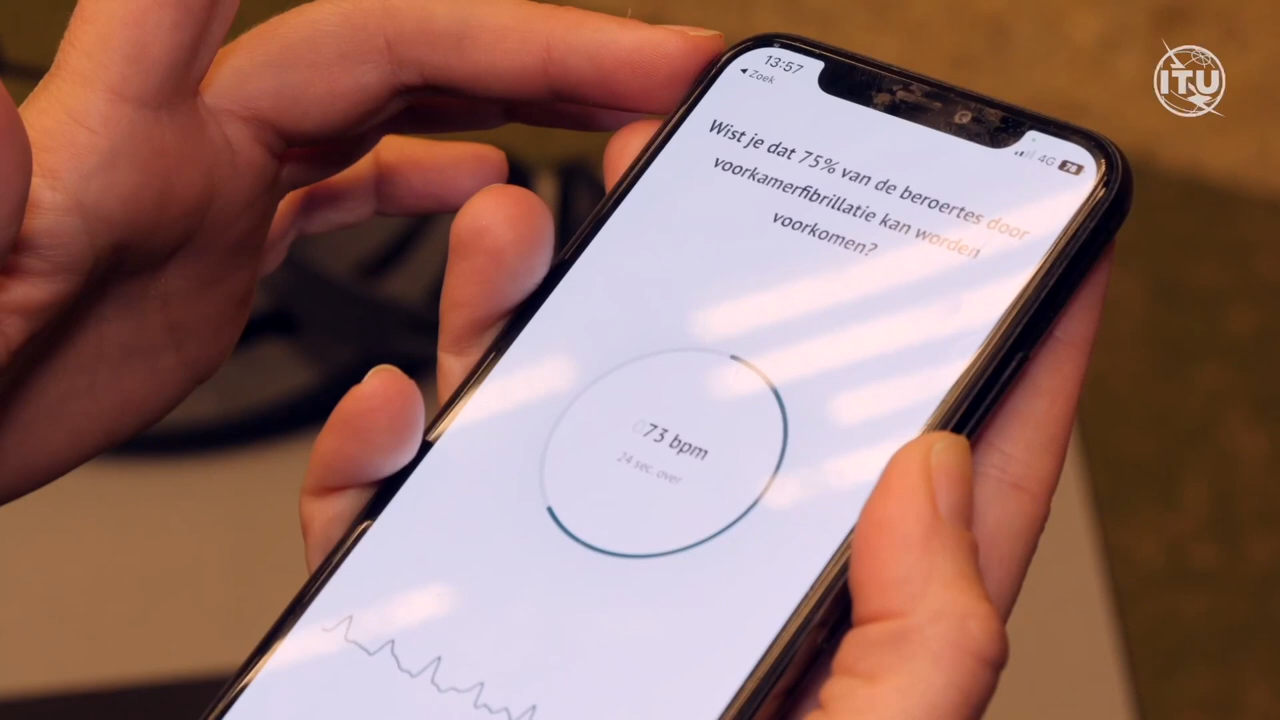 ITU
13:57
Zoek
4G 78
Wist je dat 75% van de beroertes door
voorkamerfibrillatie kan worden
voorkomen?
73 bpm
24 sec. over